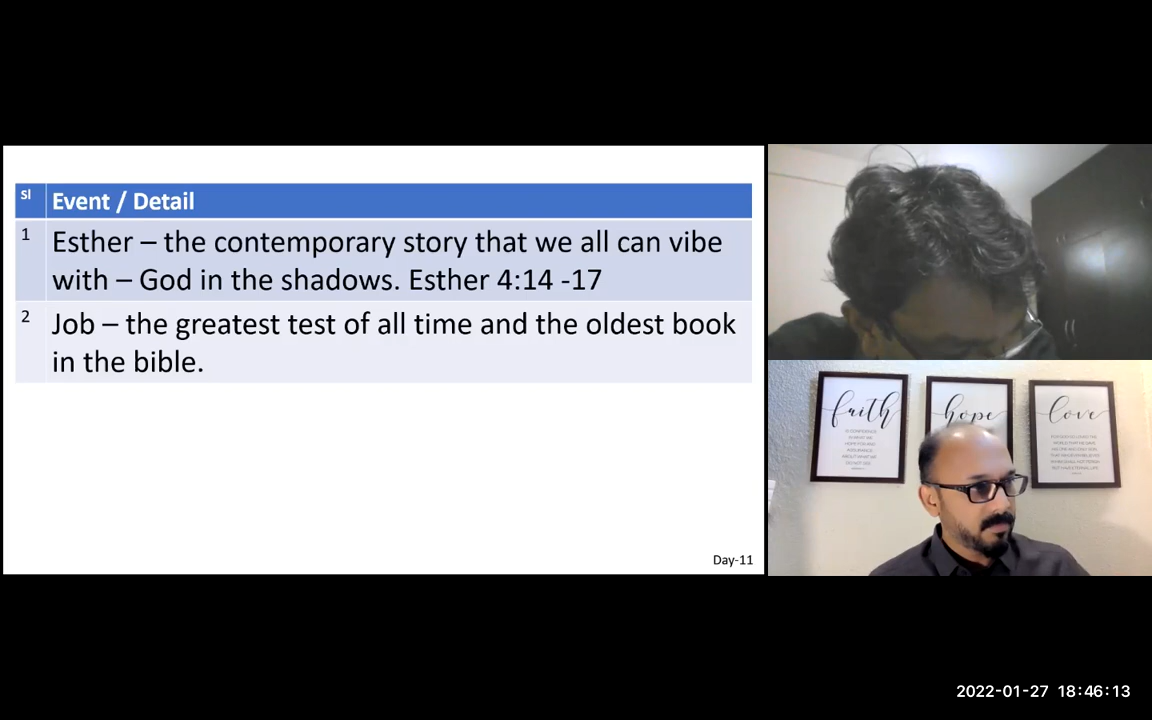 Sl Event / Detail
1 Esther – the contemporary story that we all can vibe
with – God in the shadows. Esther 4:14 -17
2 Job – the greatest test of all time and the oldest book
in the bible.
Day-11
faith hope love
2022-01-27 18:46:13